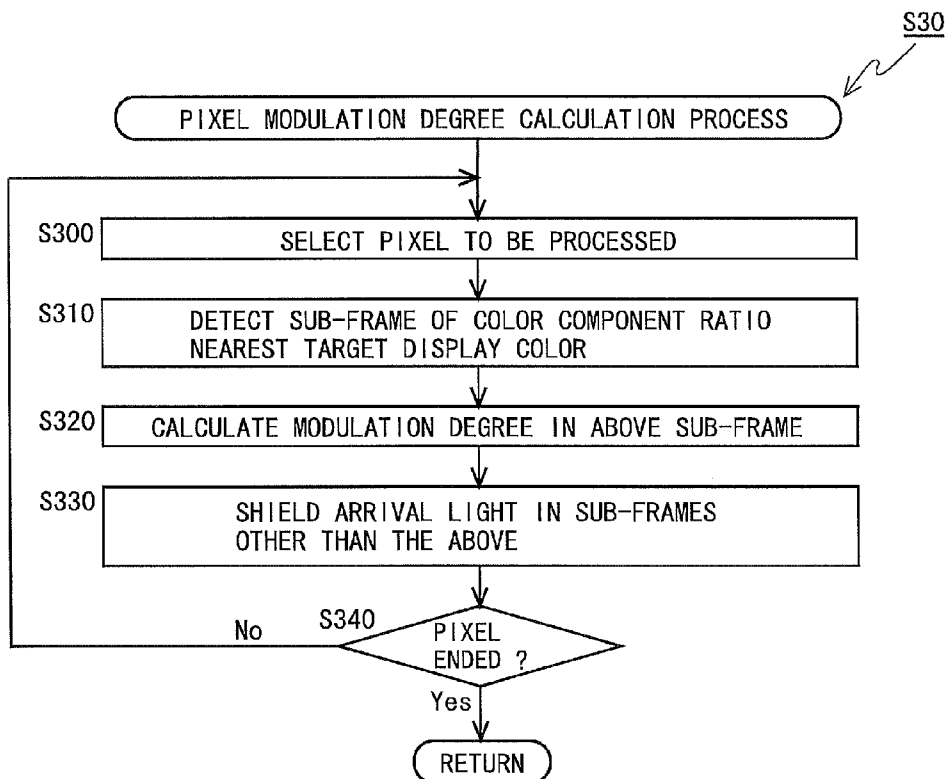 S30
PIXEL MODULATION DEGREE CALCULATION PROCESS
S300
SELECT PIXEL TO BE PROCESSED
S310
DETECT SUB-FRAME OF COLOR COMPONENT RATIO
NEAREST TARGET DISPLAY COLOR
S320
CALCULATE MODULATION DEGREE IN ABOVE SUB-FRAME
S330
SHIELD ARRIVAL LIGHT IN SUB-FRAMES
OTHER THAN THE ABOVE
S340
No
PIXEL
ENDED ?
Yes
RETURN